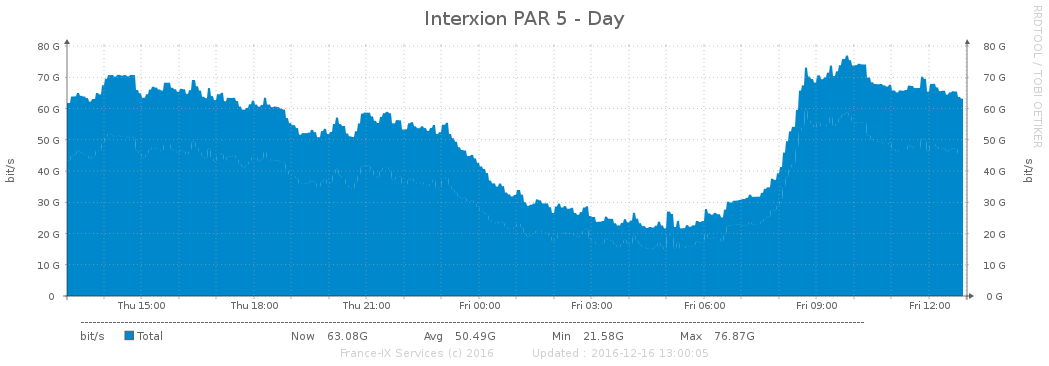 Interxion PAR 5 - Day
RRDTOOL / TOBI OETIKER
80 G 80 G
70 G 70 G
60 G 60 G
50 G 50 G
40 G 40 G
30 G 30 G
20 G 20 G
10 G 10 G
0 0 G
bit/s
bit/s
Thu 15:00 Thu 18:00 Thu 21:00 Fri 00:00 Fri 03:00 Fri 06:00 Fri 09:00 Fri 12:00
bit/s Total Now 63.08G Avg 50.49G Min 21.58G Max 76.87G
France-IX Services (c) 2016 Updated : 2016-12-16 13:00:05